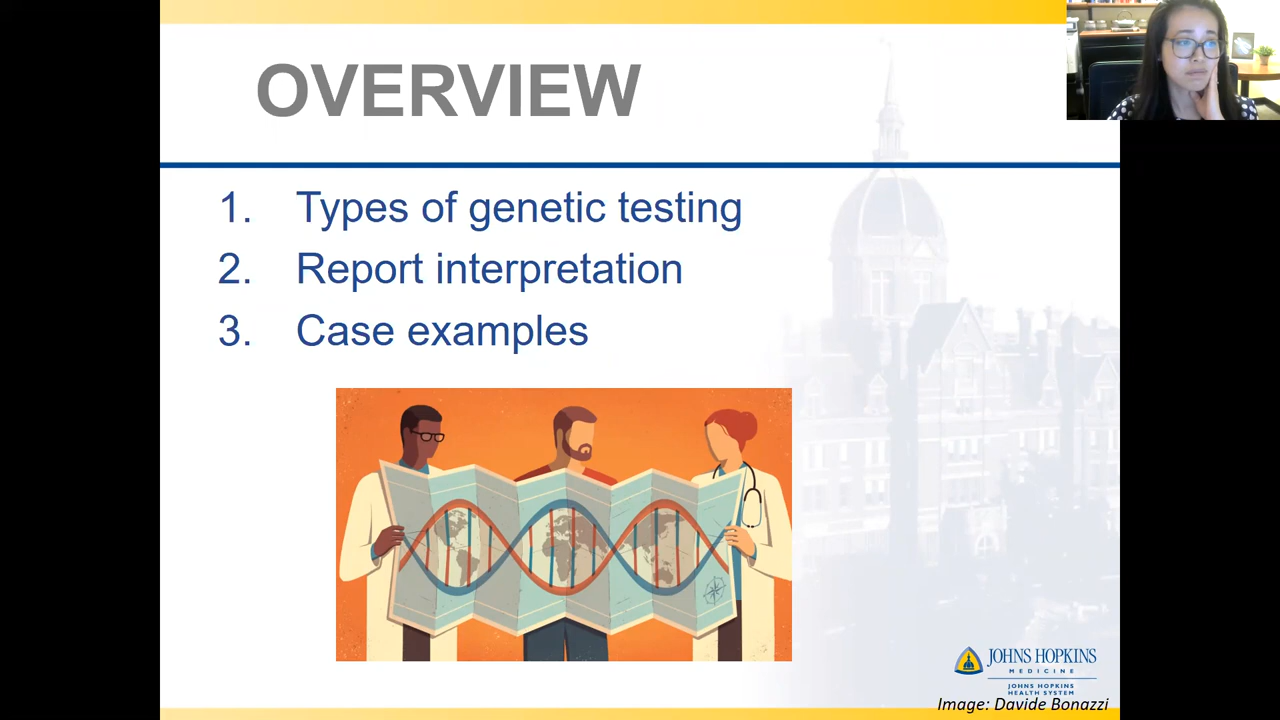 OVERVIEW
1. Types of genetic testing
2. Report interpretation
3. Case examples
JOHNS HOPKINS
MEDICINE
JOHNS HOPKINS
HEALTH SYSTEM
Image: Davide Bonazzi